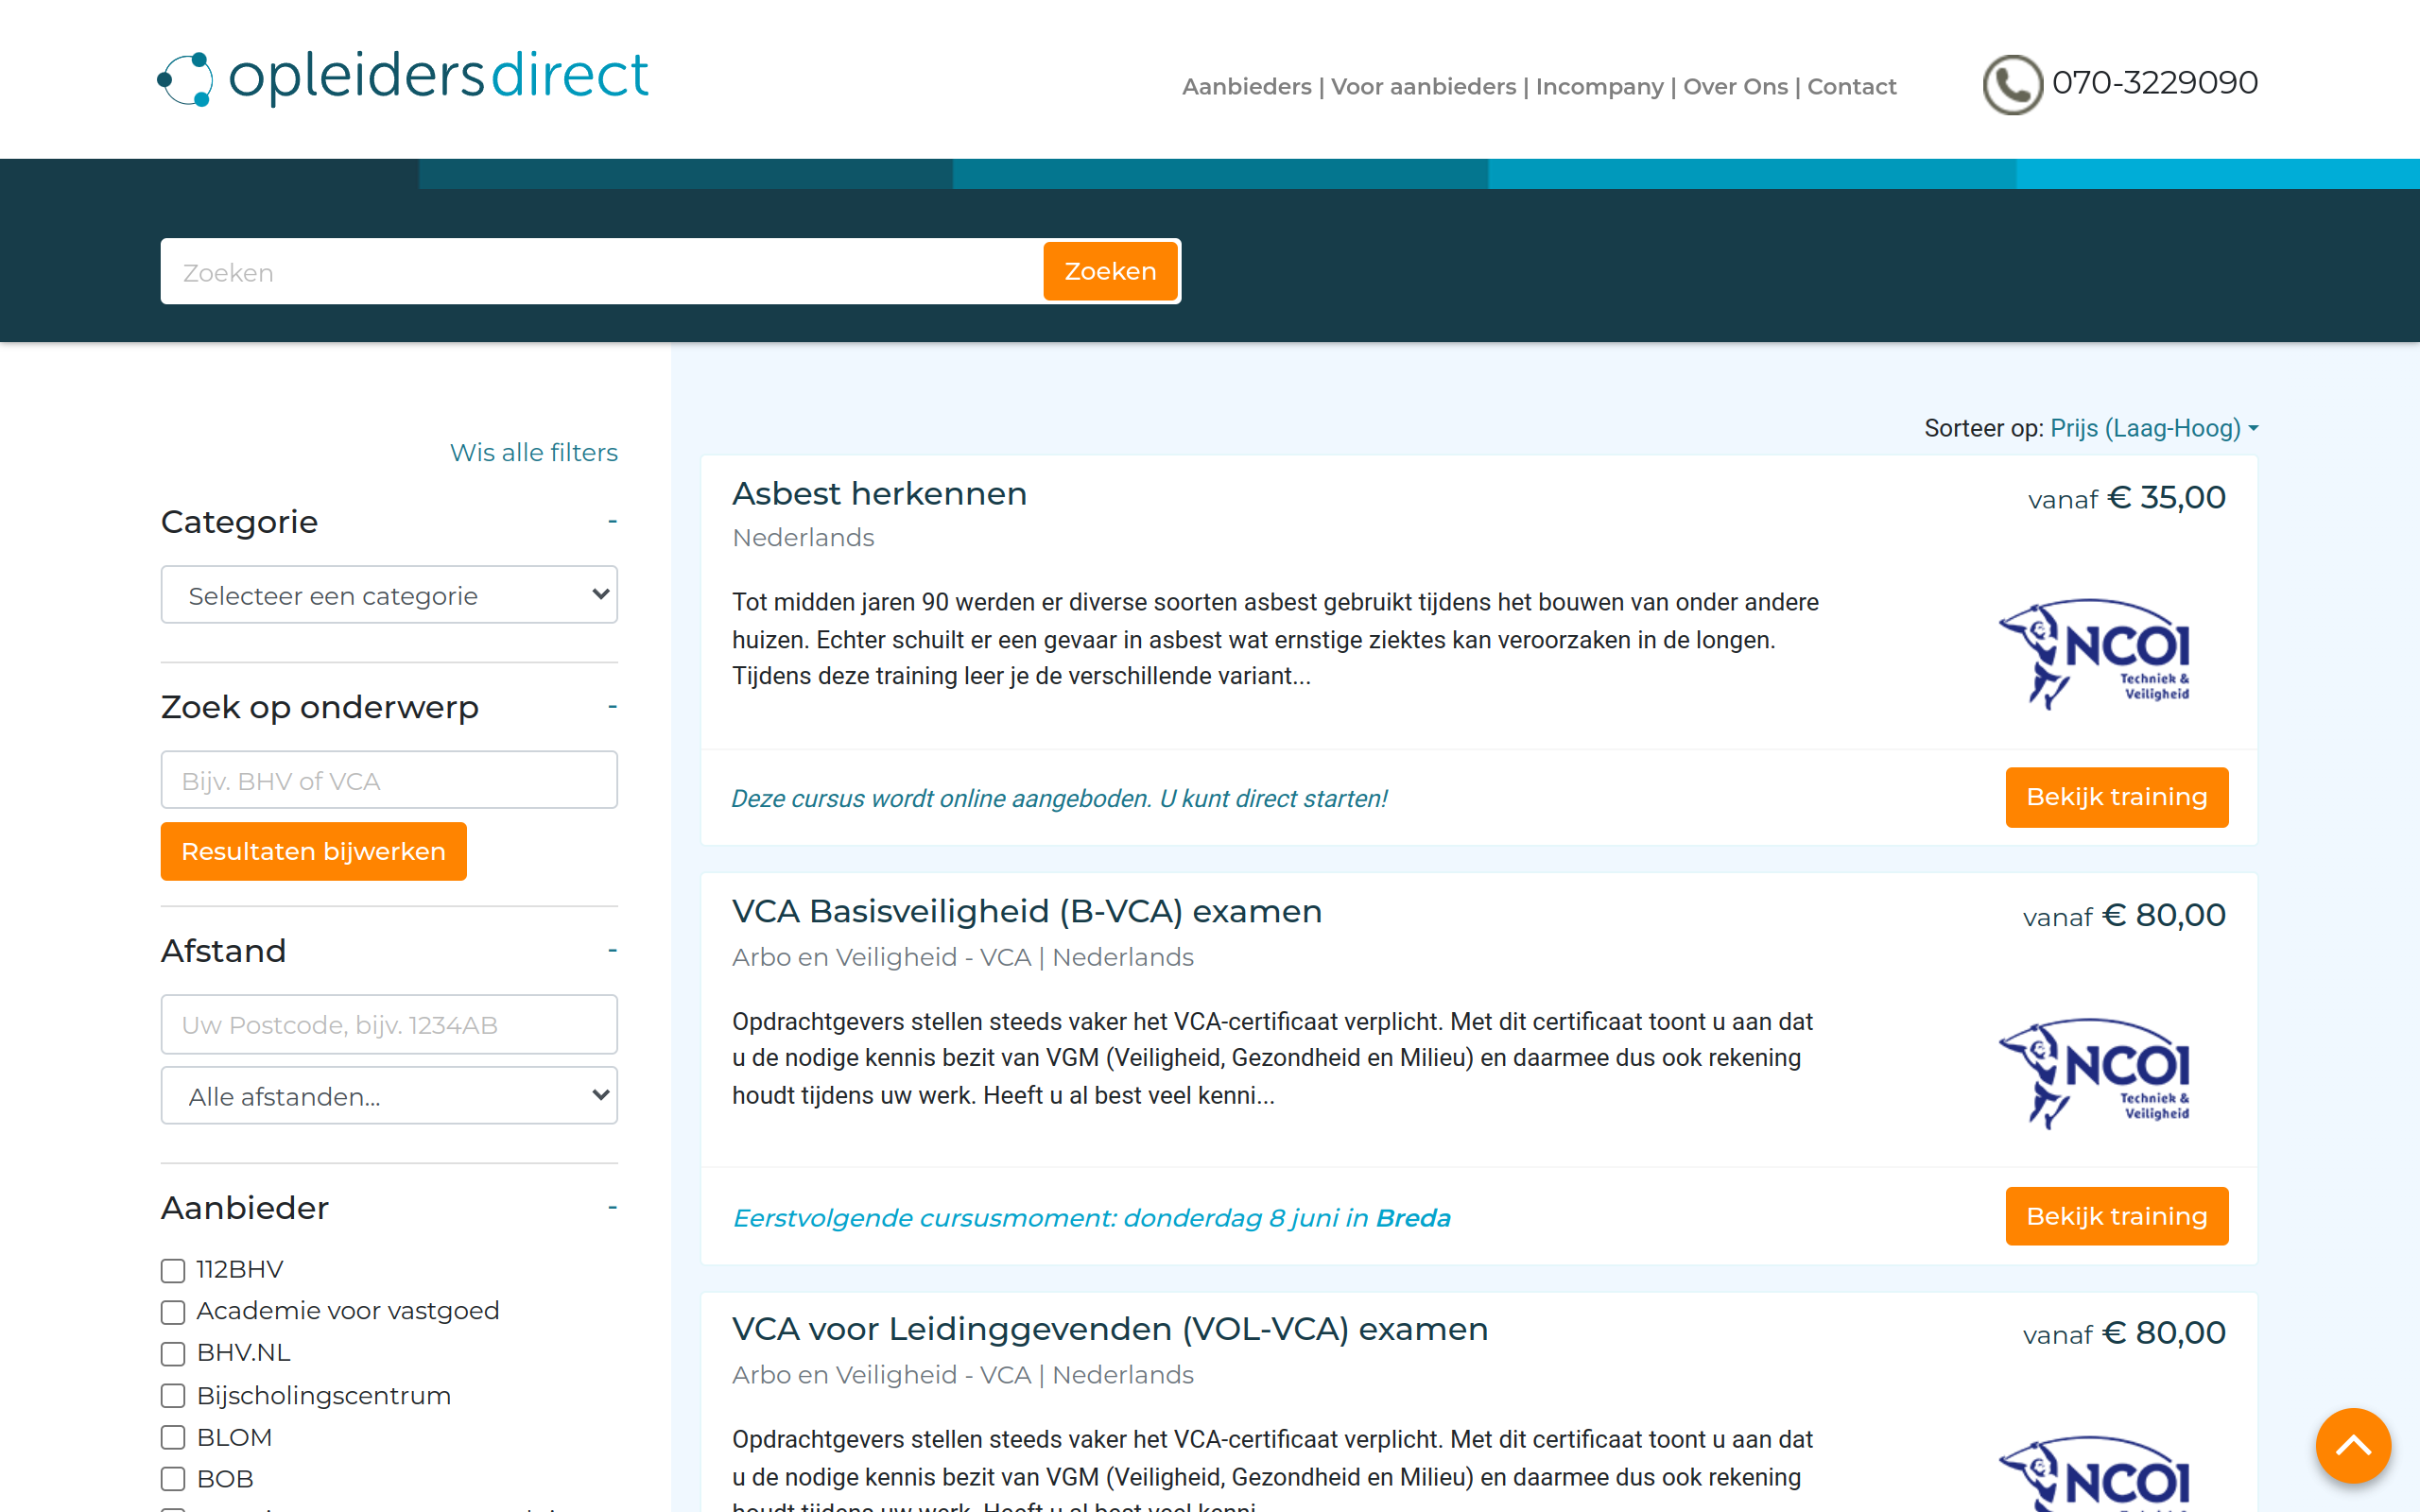 opleidersdirect
Aanbieders | Voor aanbieders | Incompany | Over Ons | Contact
070-3229090
Zoeken
Zoeken
Wis alle filters
Categorie -
Selecteer een categorie
Zoek op onderwerp -
Bijv. BHV of VCA
Resultaten bijwerken
Afstand -
Uw Postcode, bijv. 1234AB
Alle afstanden...
Aanbieder -
112BHV
Academie voor vastgoed
BHV.NL
Bijscholingscentrum
BLOM
BOB
Sorteer op: Prijs (Laag-Hoog)
Asbest herkennen
vanaf € 35,00
Nederlands
Tot midden jaren 90 werden er diverse soorten asbest gebruikt tijdens het bouwen van onder andere
huizen. Echter schuilt er een gevaar in asbest wat ernstige ziektes kan veroorzaken in de longen.
Tijdens deze training leer je de verschillende variant...
NCOI
Techniek &
Veiligheid
Deze cursus wordt online aangeboden. U kunt direct starten!
Bekijk training
VCA Basisveiligheid (B-VCA) examen
vanaf € 80,00
Arbo en Veiligheid - VCA | Nederlands
Opdrachtgevers stellen steeds vaker het VCA-certificaat verplicht. Met dit certificaat toont u aan dat
u de nodige kennis bezit van VGM (Veiligheid, Gezondheid en Milieu) en daarmee dus ook rekening
houdt tijdens uw werk. Heeft u al best veel kenni...
NCOI
Techniek &
Veiligheid
Eerstvolgende cursusmoment: donderdag 8 juni in Breda
Bekijk training
VCA voor Leidinggevenden (VOL-VCA) examen
vanaf € 80,00
Arbo en Veiligheid - VCA | Nederlands
Opdrachtgevers stellen steeds vaker het VCA-certificaat verplicht. Met dit certificaat toont u aan dat
u de nodige kennis bezit van VGM (Veiligheid, Gezondheid en Milieu) en daarmee dus ook rekening
houdt tijdens uw werk. Heeft u al best veel kenni...
NCOI